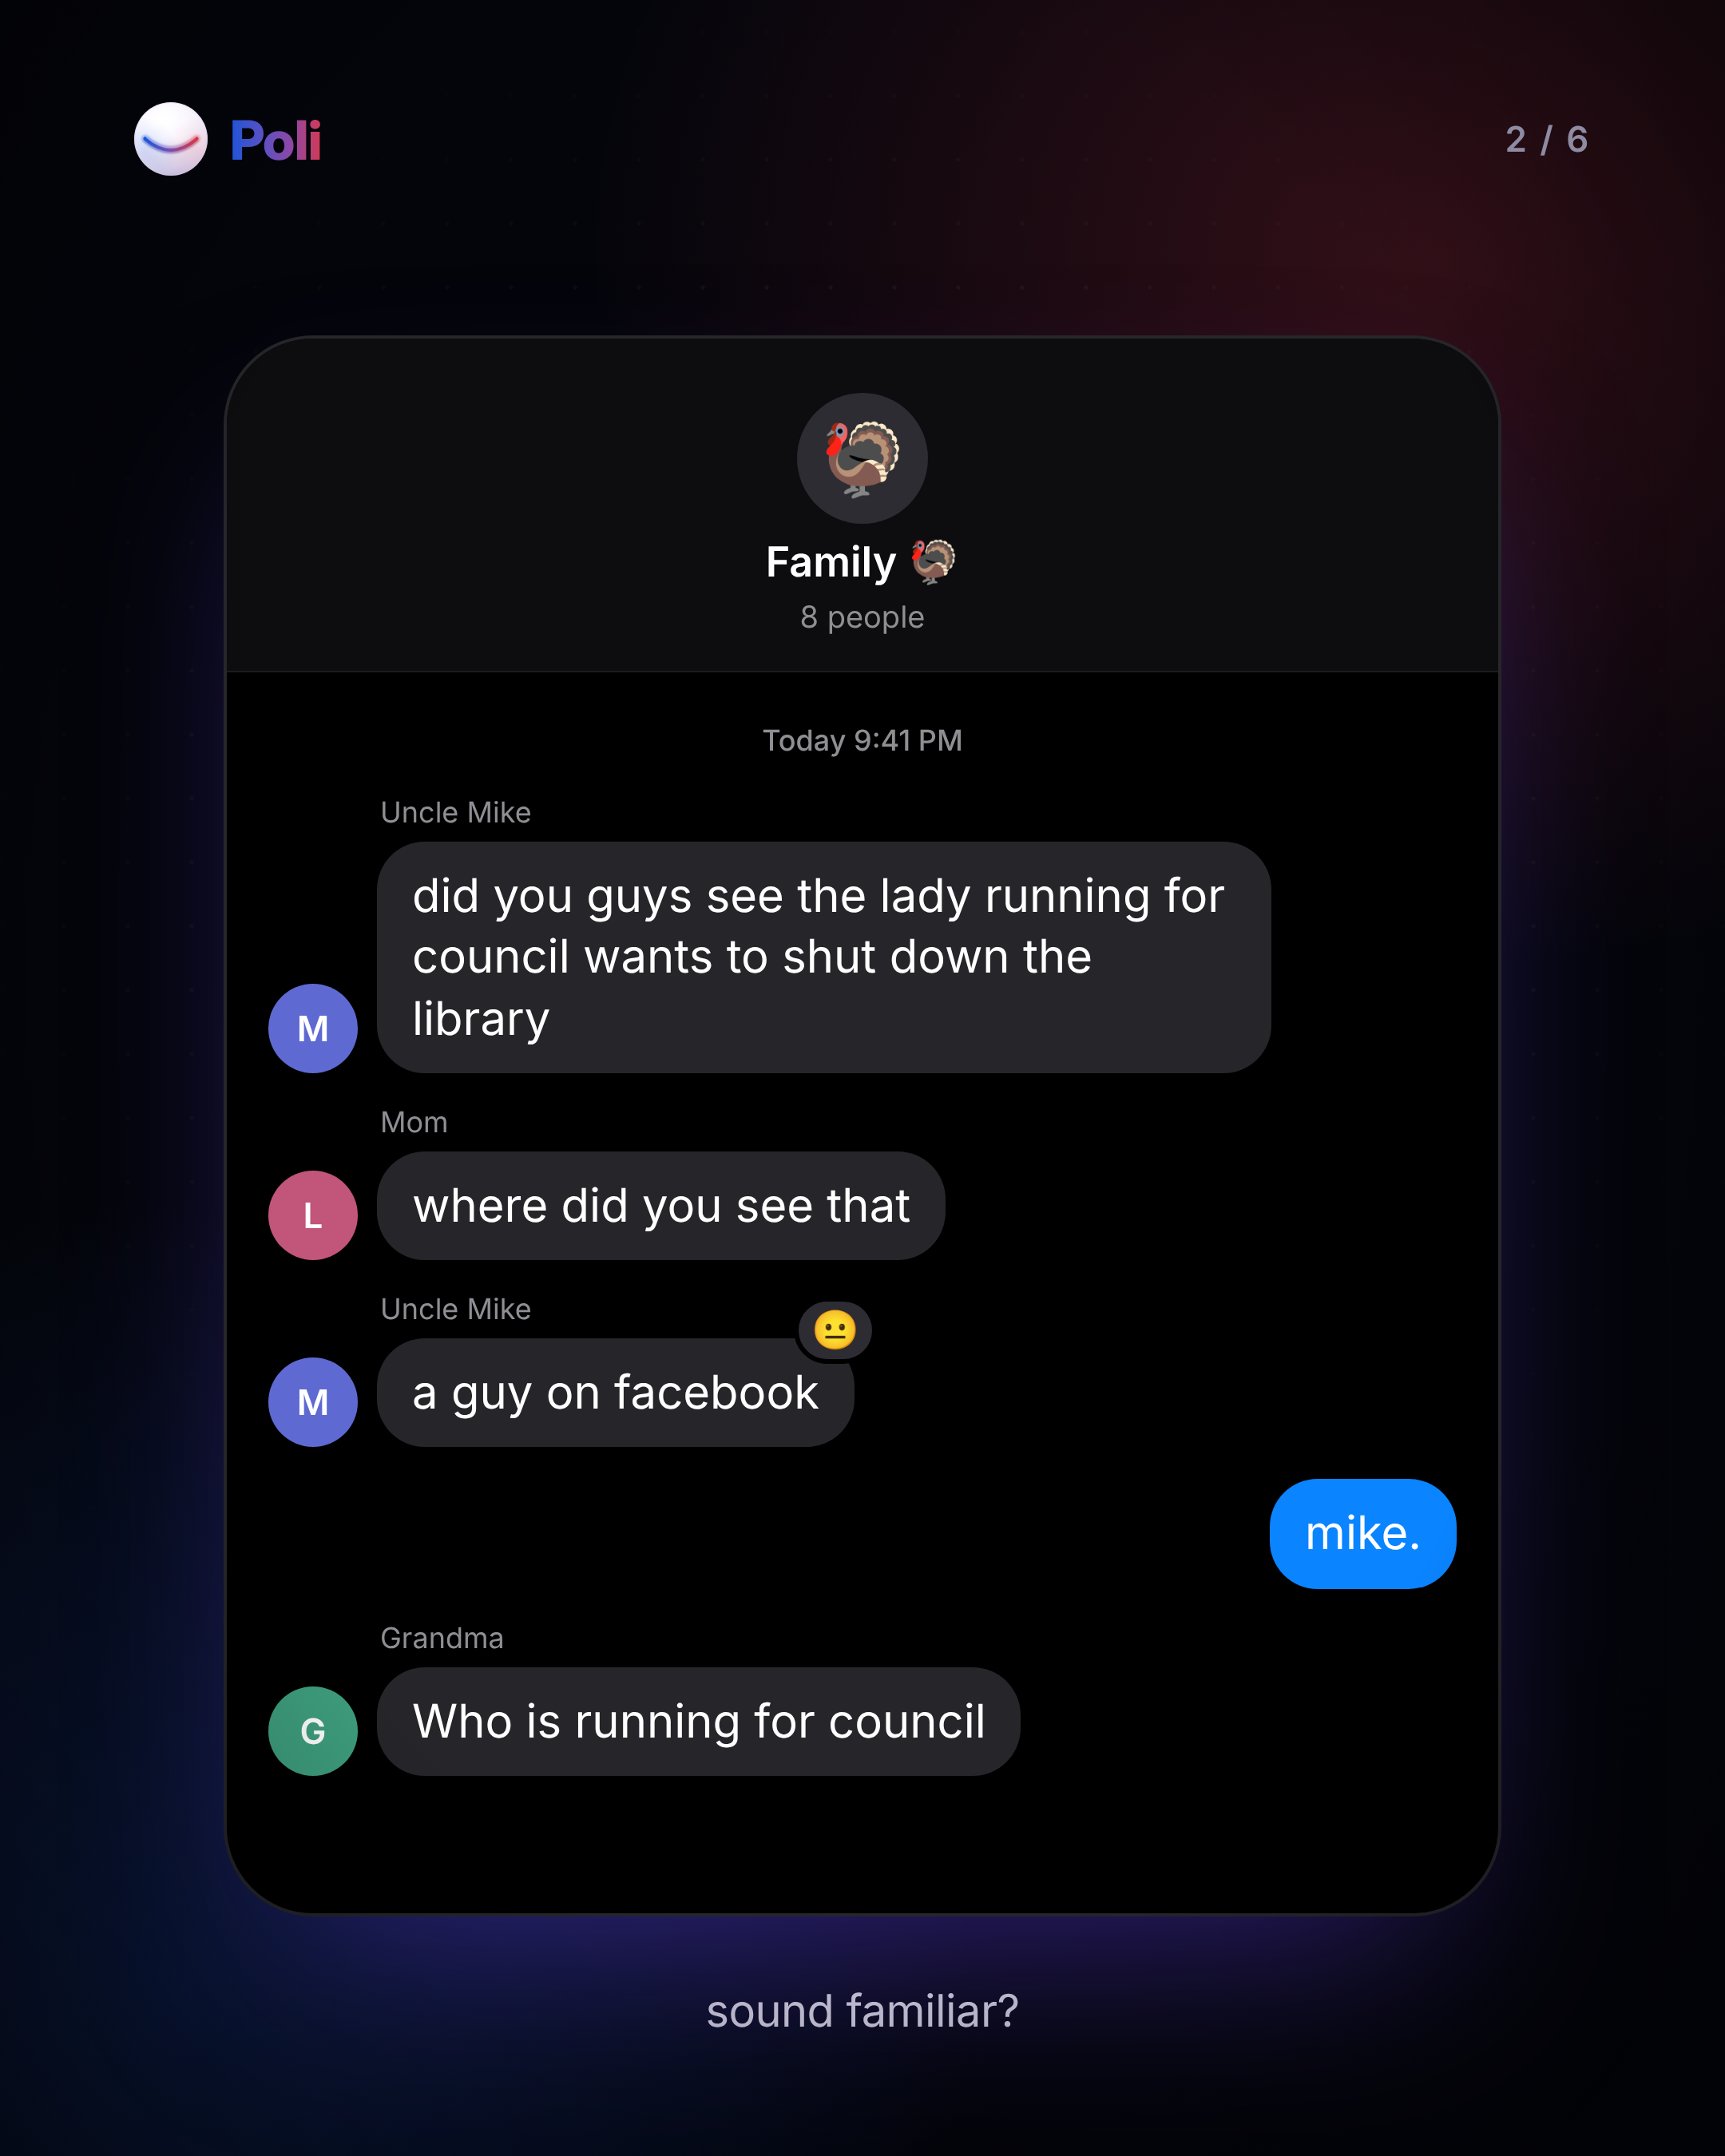 Poli
2 / 6
Family 🦃
8 people
Today 9:41 PM
Uncle Mike
did you guys see the lady running for
council wants to shut down the
library
M
Mom
where did you see that
L
Uncle Mike
a guy on facebook
M
mike.
Grandma
Who is running for council
G
sound familiar?